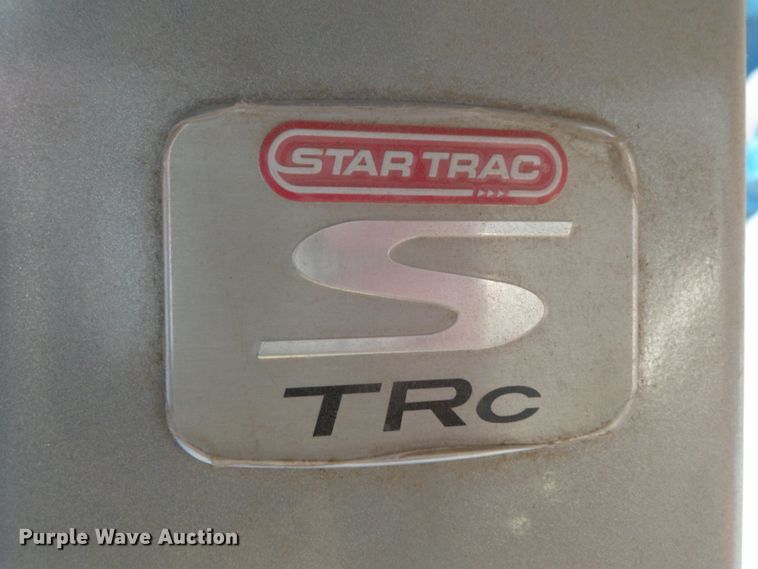 STAR TRAC
S
TRc
Purple Wave Auction